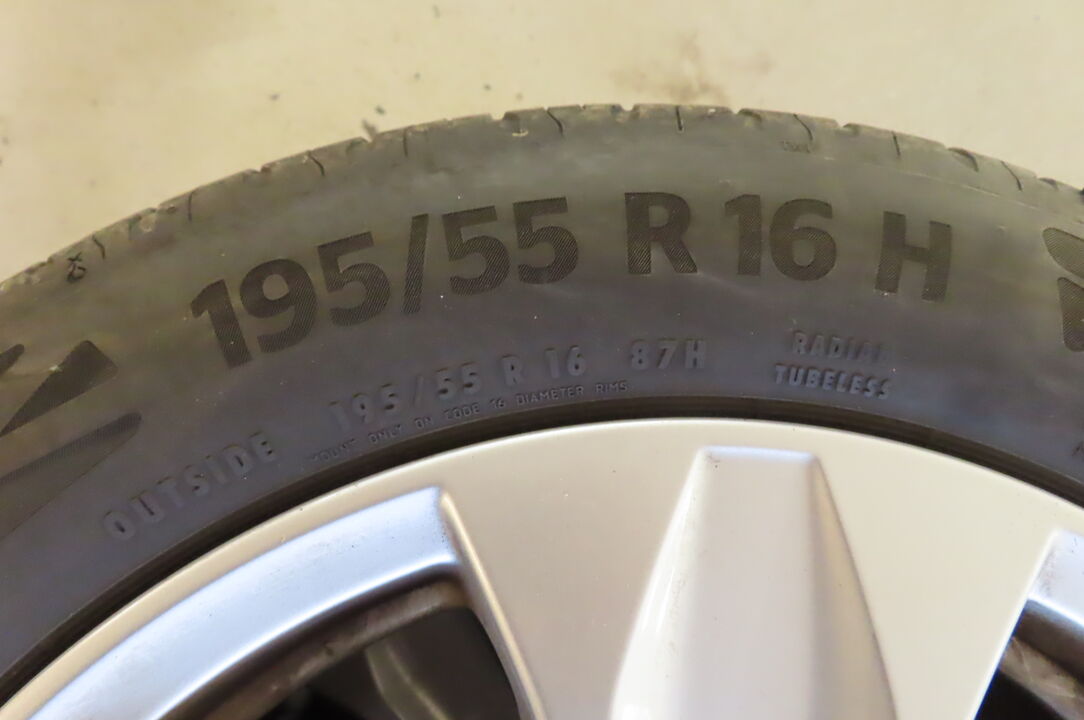 195/55 R 16 H
195/55 R 16 87H
RADIAL
TUBELESS
MOUNT ONLY ON CODE 16 DIAMETER RIMS
OUTSIDE